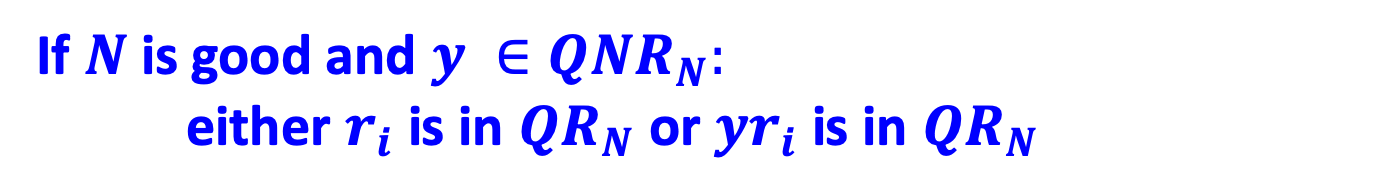 If N is good and y ∈ QNR_N:
either r_i is in QR_N or yr_i is in QR_N